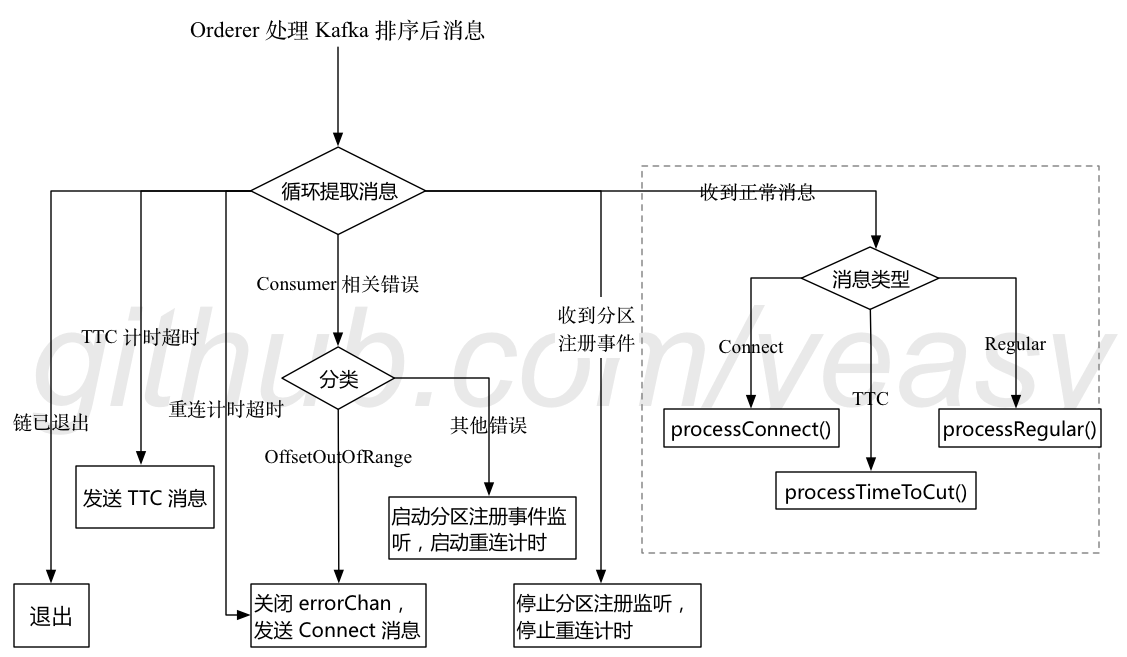 Orderer 处理 Kafka 排序后消息
循环提取消息
收到正常消息
消息类型
Consumer 相关错误
收到分区
注册事件
TTC 计时超时
Connect
Regular
分类
TTC
重连计时超时
链已退出
其他错误
processConnect()
processRegular()
OffsetOutOfRange
processTimeToCut()
发送 TTC 消息
启动分区注册事件监
听，启动重连计时
退出
关闭 errorChan，
发送 Connect 消息
停止分区注册监听，
停止重连计时
github.com/yeasy